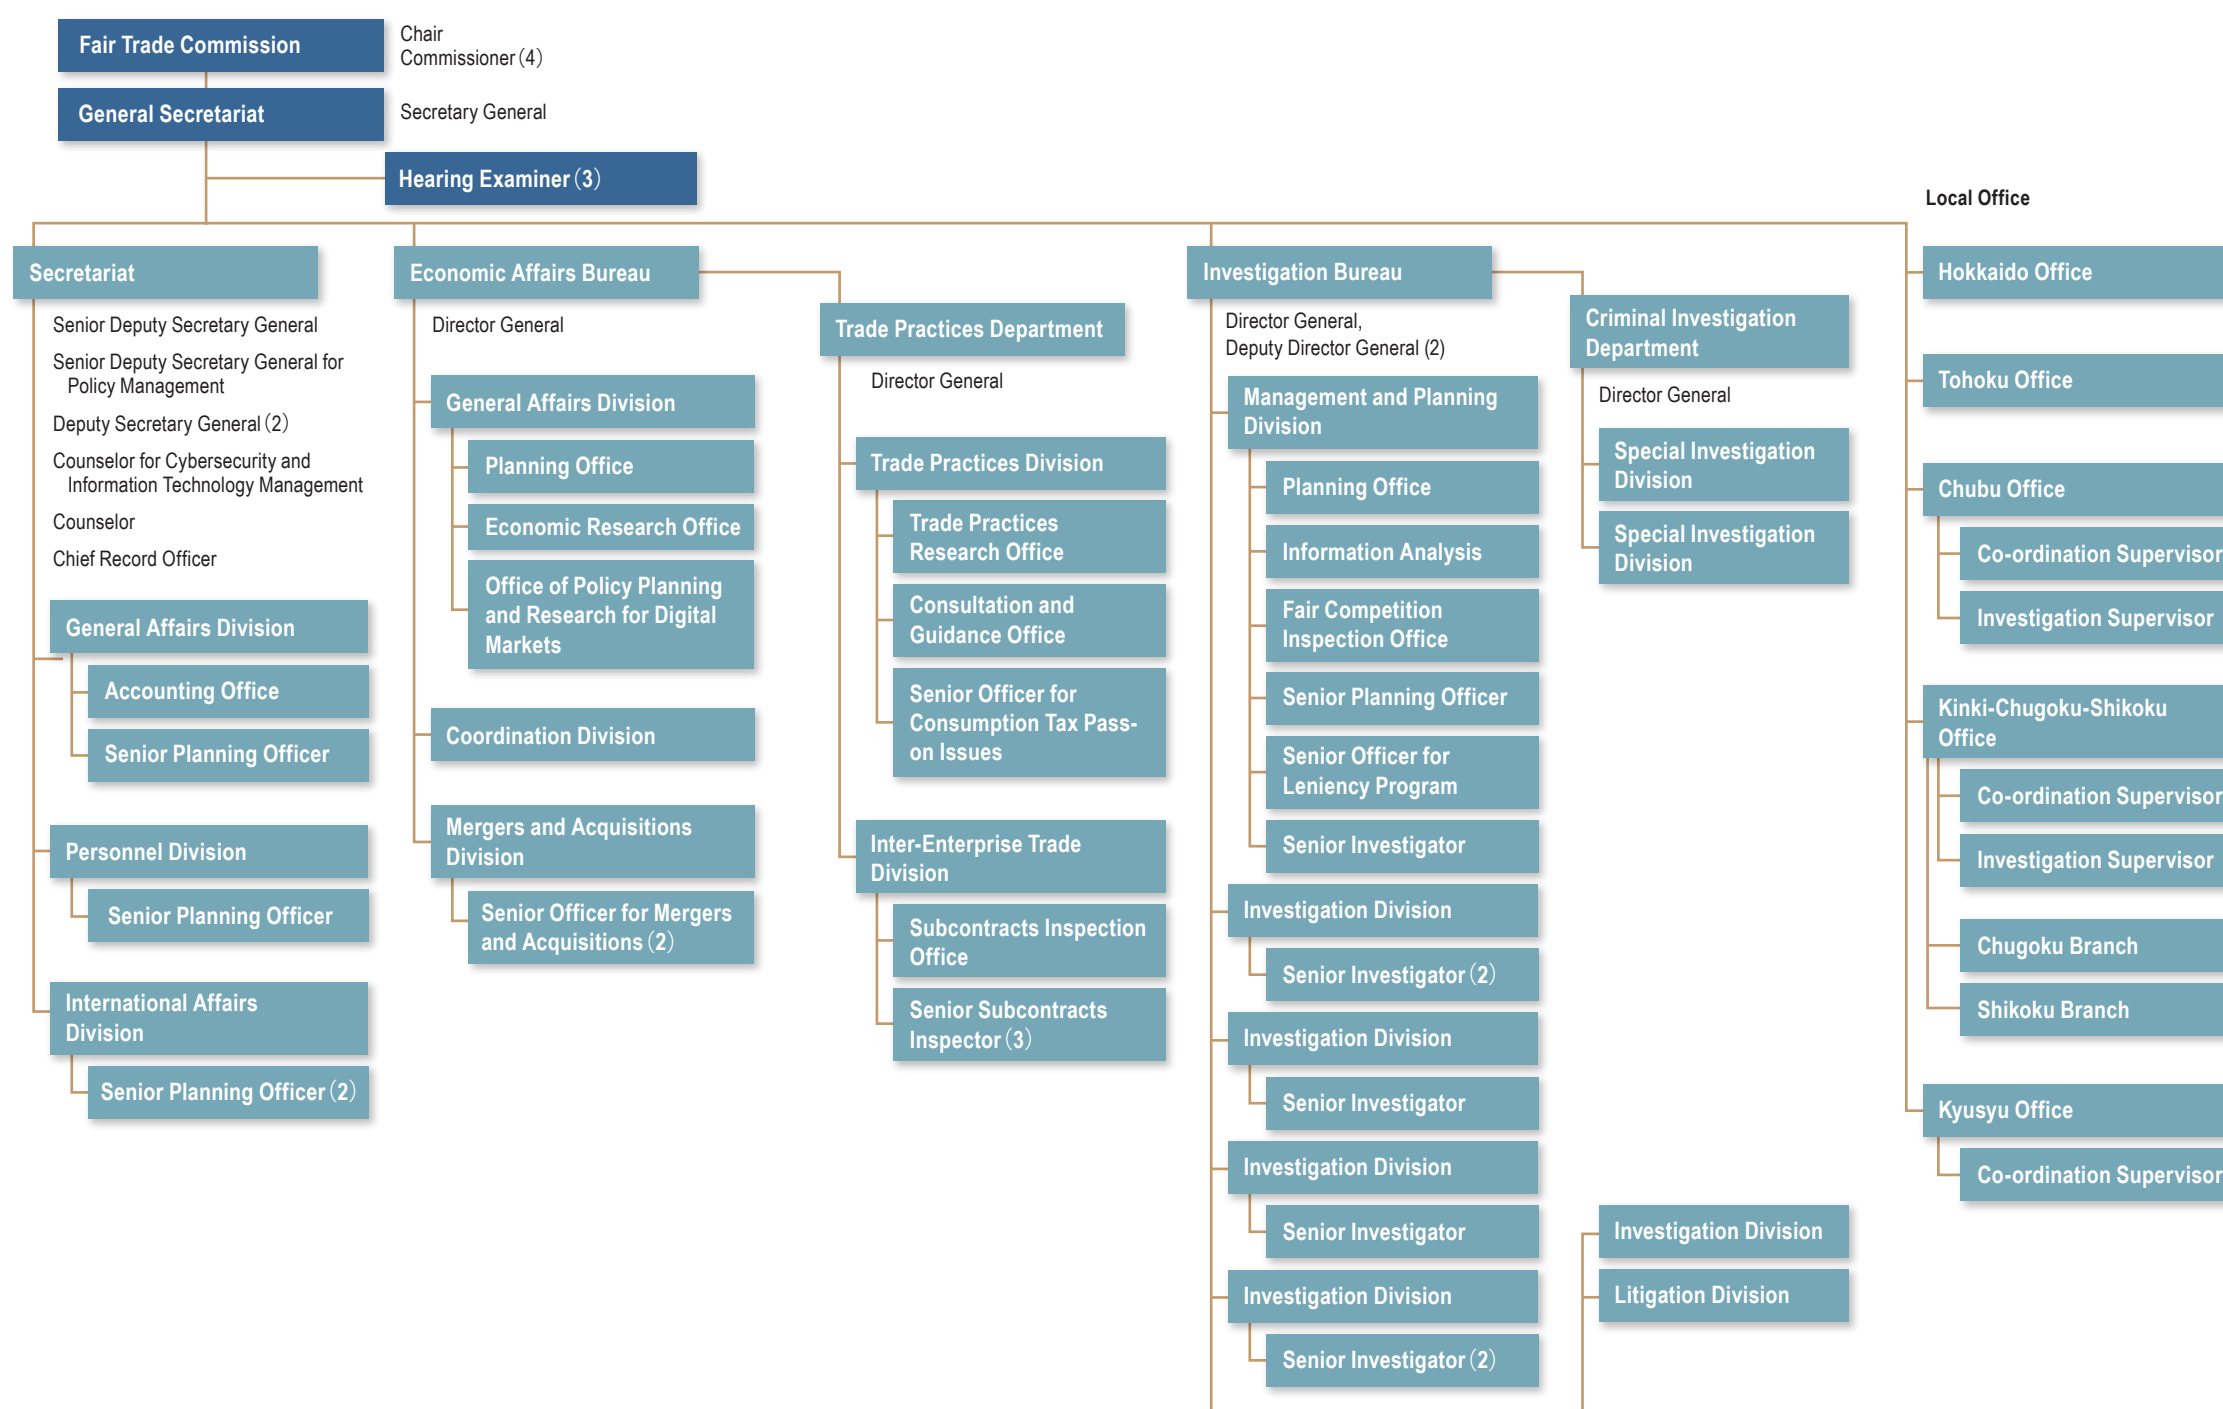 Fair Trade Commission
Chair
Commissioner（4）
General Secretariat
Secretary General
Hearing Examiner（3）
Secretariat
Senior Deputy Secretary General
Senior Deputy Secretary General for
Policy Management
Deputy Secretary General（2）
Counselor for Cybersecurity and
Information Technology Management
Counselor
Chief Record Officer
General Affairs Division
Accounting Office
Senior Planning Officer
Personnel Division
Senior Planning Officer
International Affairs
Division
Senior Planning Officer（2）
Economic Affairs Bureau
Director General
General Affairs Division
Planning Office
Economic Research Office
Office of Policy Planning
and Research for Digital
Markets
Coordination Division
Mergers and Acquisitions
Division
Senior Officer for Mergers
and Acquisitions（2）
Trade Practices Department
Director General
Trade Practices Division
Trade Practices
Research Office
Consultation and
Guidance Office
Senior Officer for
Consumption Tax Pass-
on Issues
Inter-Enterprise Trade
Division
Subcontracts Inspection
Office
Senior Subcontracts
Inspector（3）
Investigation Bureau
Director General,
Deputy Director General (2)
Management and Planning
Division
Planning Office
Information Analysis
Fair Competition
Inspection Office
Senior Planning Officer
Senior Officer for
Leniency Program
Senior Investigator
Investigation Division
Senior Investigator（2）
Investigation Division
Senior Investigator
Investigation Division
Senior Investigator
Investigation Division
Senior Investigator（2）
Criminal Investigation
Department
Director General
Special Investigation
Division
Special Investigation
Division
Investigation Division
Litigation Division
Local Office
Hokkaido Office
Tohoku Office
Chubu Office
Co-ordination Supervisor
Investigation Supervisor
Kinki-Chugoku-Shikoku
Office
Co-ordination Supervisor
Investigation Supervisor
Chugoku Branch
Shikoku Branch
Kyusyu Office
Co-ordination Supervisor